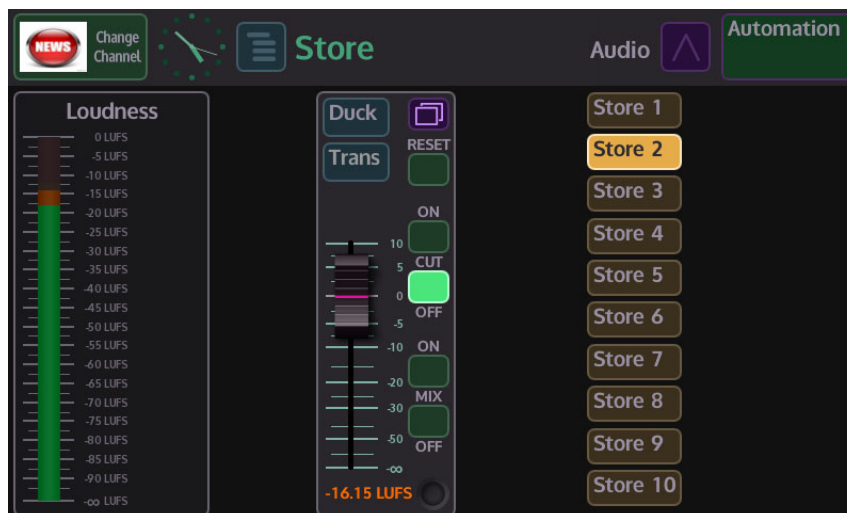 NEWS
Change
Channel
Store
Audio
Automation
Loudness
0 LUFS
-5 LUFS
-10 LUFS
-15 LUFS
-20 LUFS
-25 LUFS
-30 LUFS
-35 LUFS
-40 LUFS
-45 LUFS
-50 LUFS
-55 LUFS
-60 LUFS
-65 LUFS
-70 LUFS
-75 LUFS
-80 LUFS
-85 LUFS
-90 LUFS
-∞ LUFS
Duck
RESET
Trans
ON
10
5
CUT
0
OFF
-5
-10
ON
-20
MIX
-30
-50
OFF
-∞
-16.15 LUFS
Store 1
Store 2
Store 3
Store 4
Store 5
Store 6
Store 7
Store 8
Store 9
Store 10